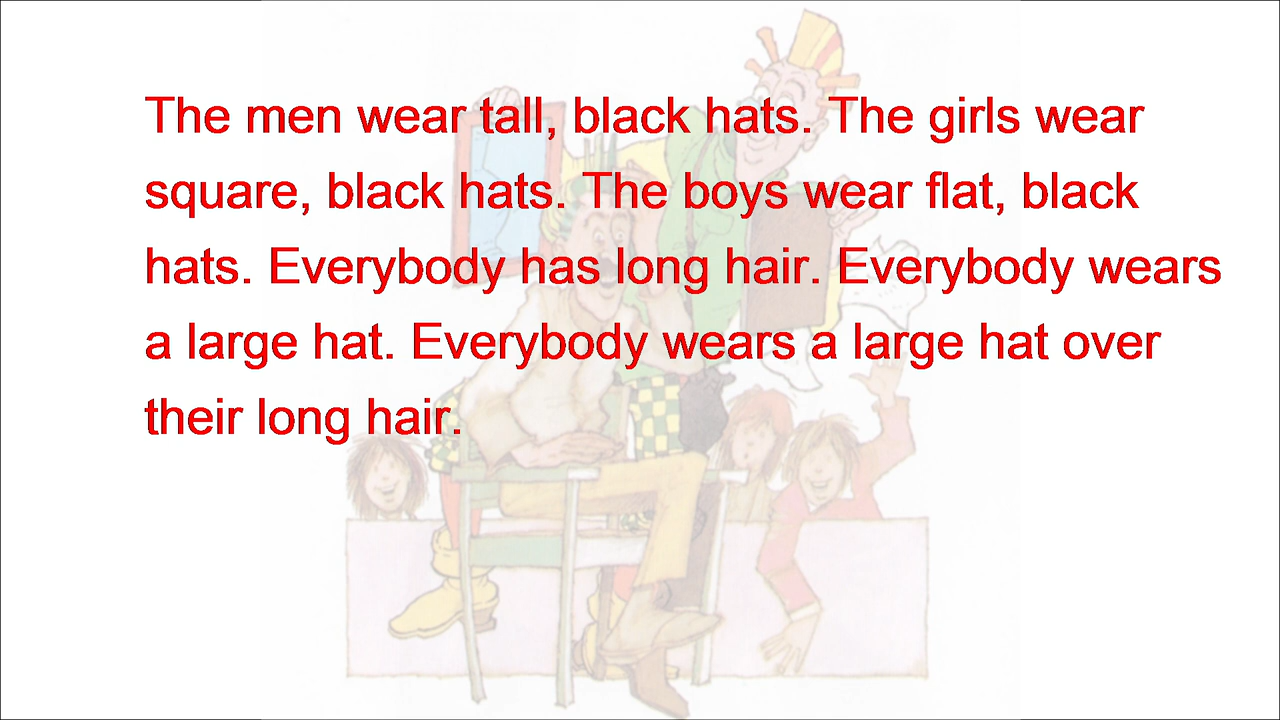 The men wear tall, black hats. The girls wear
square, black hats. The boys wear flat, black
hats. Everybody has long hair. Everybody wears
a large hat. Everybody wears a large hat over
their long hair.